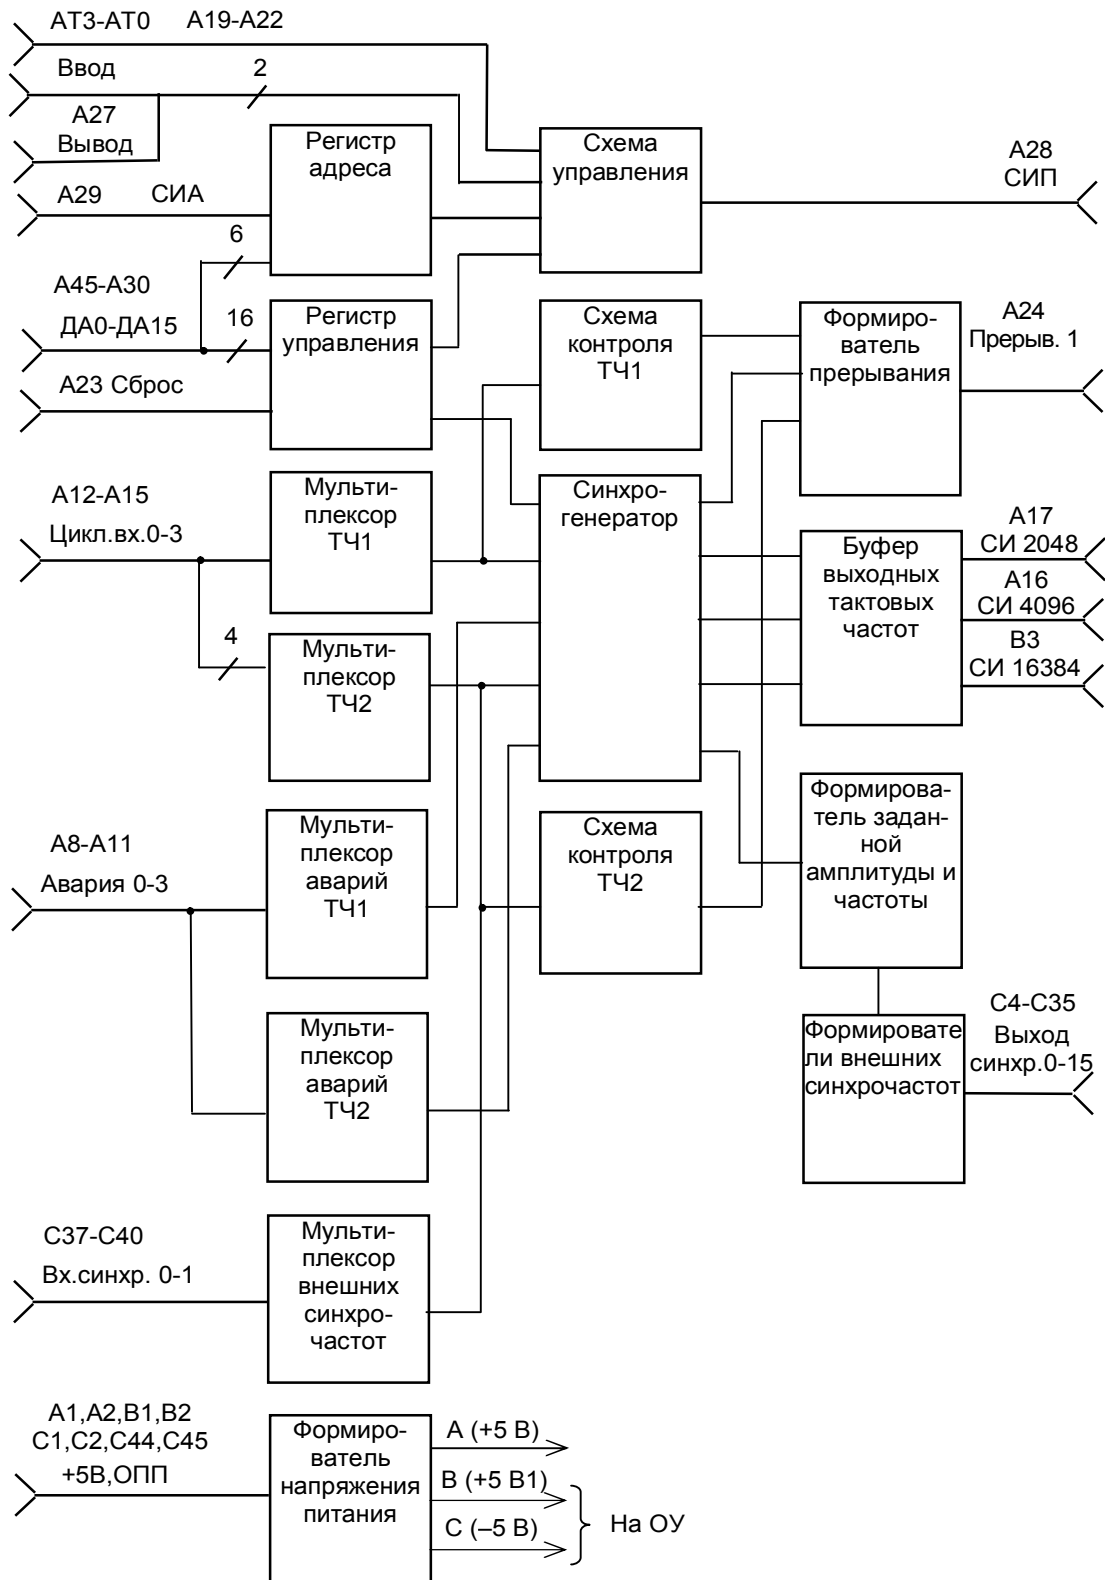 АТ3-АТ0 А19-А22
Ввод
2
А27
Вывод
А29 СИА
6
А45-А30
ДА0-ДА15
16
А23 Сброс
Регистр
адреса
Схема
управления
А28
СИП
Регистр
управления
Схема
контроля
ТЧ1
Формиро-
ватель
прерывания
А24
Прерыв. 1
А12-А15
Цикл.вх.0-3
Мульти-
плексор
ТЧ1
Синхро-
генератор
Буфер
выходных
тактовых
частот
А17
СИ 2048
А16
СИ 4096
В3
СИ 16384
4
Мульти-
плексор
ТЧ2
А8-А11
Авария 0-3
Мульти-
плексор
аварий
ТЧ1
Схема
контроля
ТЧ2
Формирова-
тель задан-
ной
амплитуды и
частоты
Мульти-
плексор
аварий
ТЧ2
Формировате
ли внешних
синхрочастот
С4-С35
Выход
синхр.0-15
С37-С40
Вх.синхр. 0-1
Мульти-
плексор
внешних
синхро-
частот
А1,А2,В1,В2
С1,С2,С44,С45
+5В,ОПП
Формиро-
ватель
напряжения
питания
А (+5 В)
В (+5 В1)
С (–5 В)
На ОУ